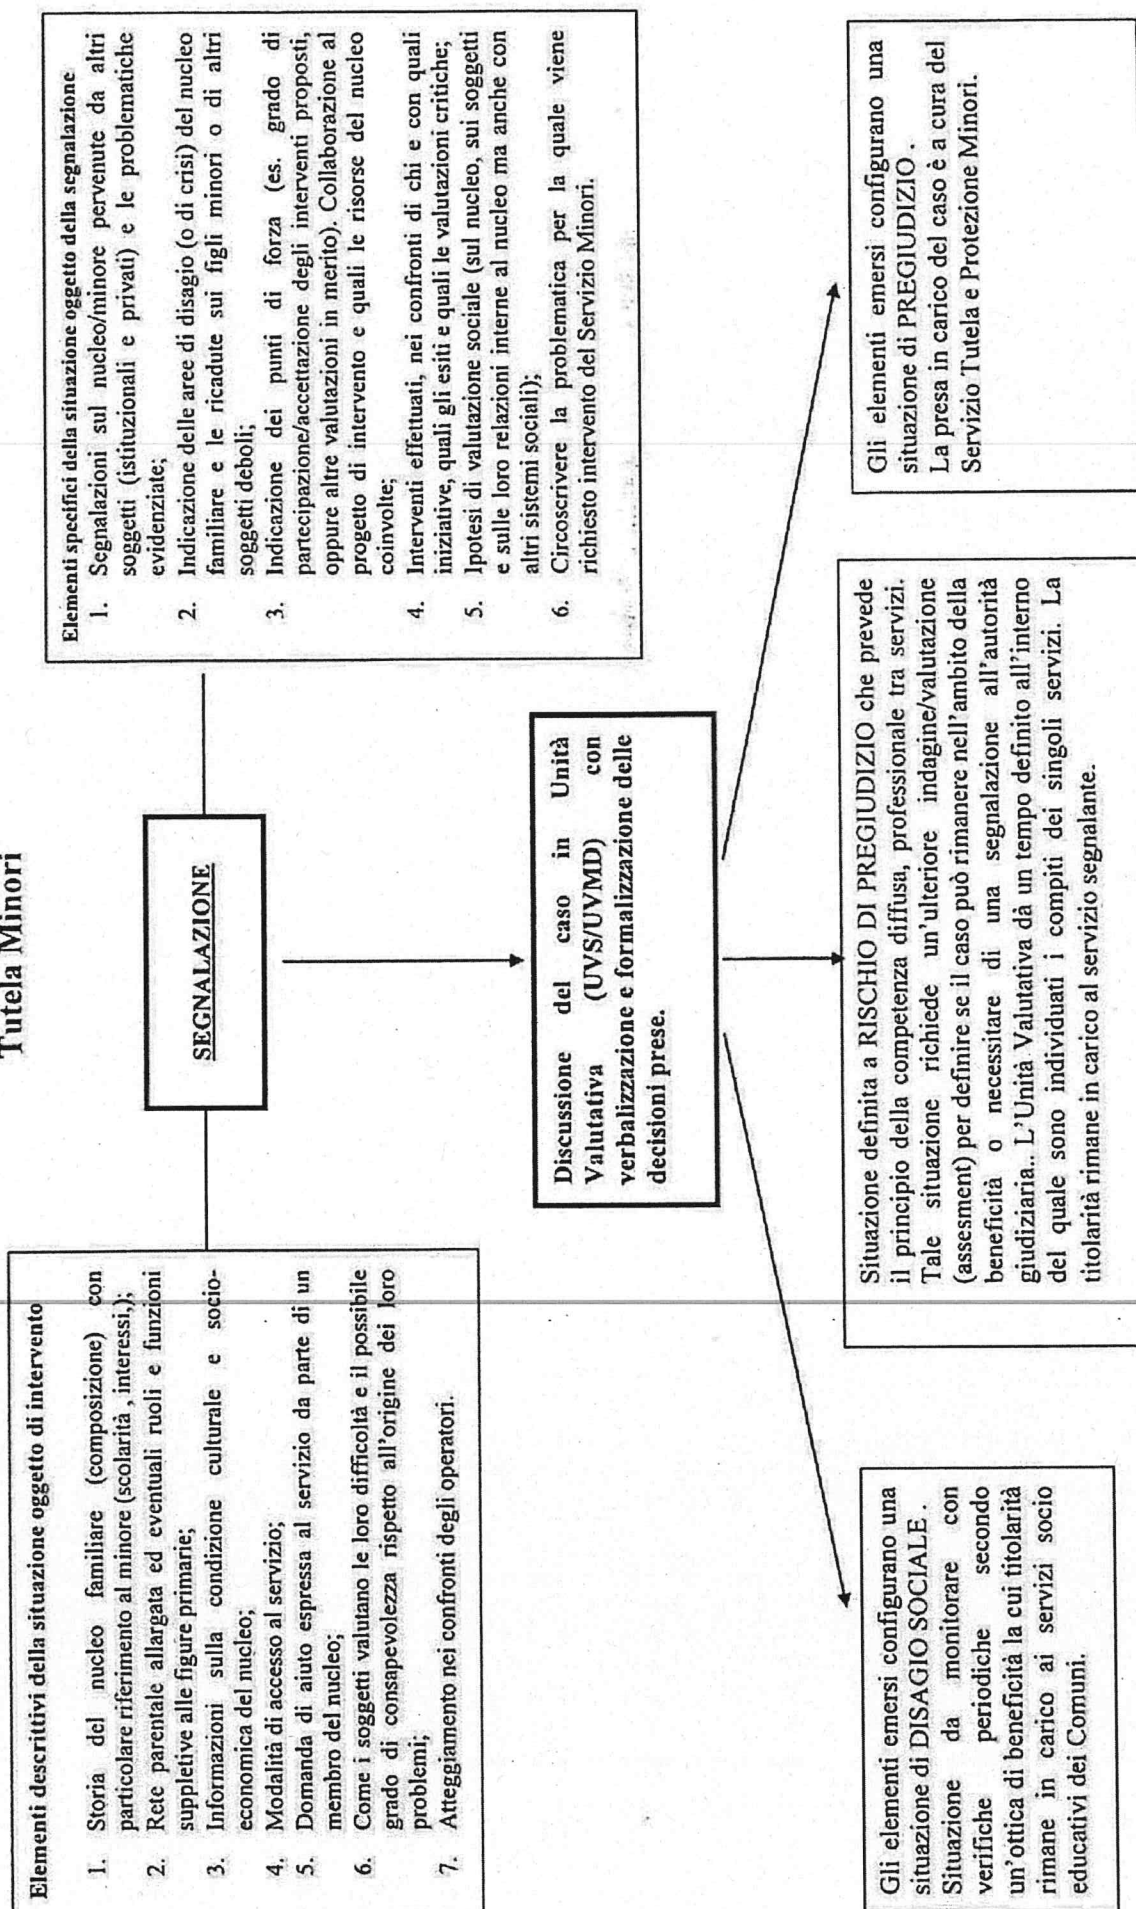 Tutela Minori
Elementi descrittivi della situazione oggetto di intervento
1. Storia del nucleo familiare (composizione) con
particolare riferimento al minore (scolarità , interessi,);
2. Rete parentale allargata ed eventuali ruoli e funzioni
suppletive alle figure primarie;
3. Informazioni sulla condizione culturale e socio-
economica del nucleo;
4. Modalità di accesso al servizio;
5. Domanda di aiuto espressa al servizio da parte di un
membro del nucleo;
6. Come i soggetti valutano le loro difficoltà e il possibile
grado di consapevolezza rispetto all'origine dei loro
problemi;
7. Atteggiamento nei confronti degli operatori.
SEGNALAZIONE
Elementi specifici della situazione oggetto della segnalazione
1. Segnalazioni sul nucleo/minore pervenute da altri
soggetti (istituzionali e privati) e le problematiche
evidenziate;
2. Indicazione delle aree di disagio (o di crisi) del nucleo
familiare e le ricadute sui figli minori o di altri
soggetti deboli;
3. Indicazione dei punti di forza (es. grado di
partecipazione/accettazione degli interventi proposti,
oppure altre valutazioni in merito). Collaborazione al
progetto di intervento e quali le risorse del nucleo
coinvolte;
4. Interventi effettuati, nei confronti di chi e con quali
iniziative, quali gli esiti e quali le valutazioni critiche;
5. Ipotesi di valutazione sociale (sul nucleo, sui soggetti
e sulle loro relazioni interne al nucleo ma anche con
altri sistemi sociali);
6. Circoscrivere la problematica per la quale viene
richiesto intervento del Servizio Minori.
Discussione del caso in Unità
Valutativa (UVS/UVMD) con
verbalizzazione e formalizzazione delle
decisioni prese.
Gli elementi emersi configurano una
situazione di DISAGIO SOCIALE.
Situazione da monitorare con
verifiche periodiche secondo
un'ottica di beneficità la cui titolarità
rimane in carico ai servizi socio
educativi dei Comuni.
Situazione definita a RISCHIO DI PREGIUDIZIO che prevede
il principio della competenza diffusa, professionale tra servizi.
Tale situazione richiede un'ulteriore indagine/valutazione
(assesment) per definire se il caso può rimanere nell'ambito della
beneficità o necessitare di una segnalazione all'autorità
giudiziaria.. L'Unità Valutativa dà un tempo definito all'interno
del quale sono individuati i compiti dei singoli servizi. La
titolarità rimane in carico al servizio segnalante.
Gli elementi emersi configurano una
situazione di PREGIUDIZIO .
La presa in carico del caso è a cura del
Servizio Tutela e Protezione Minori.